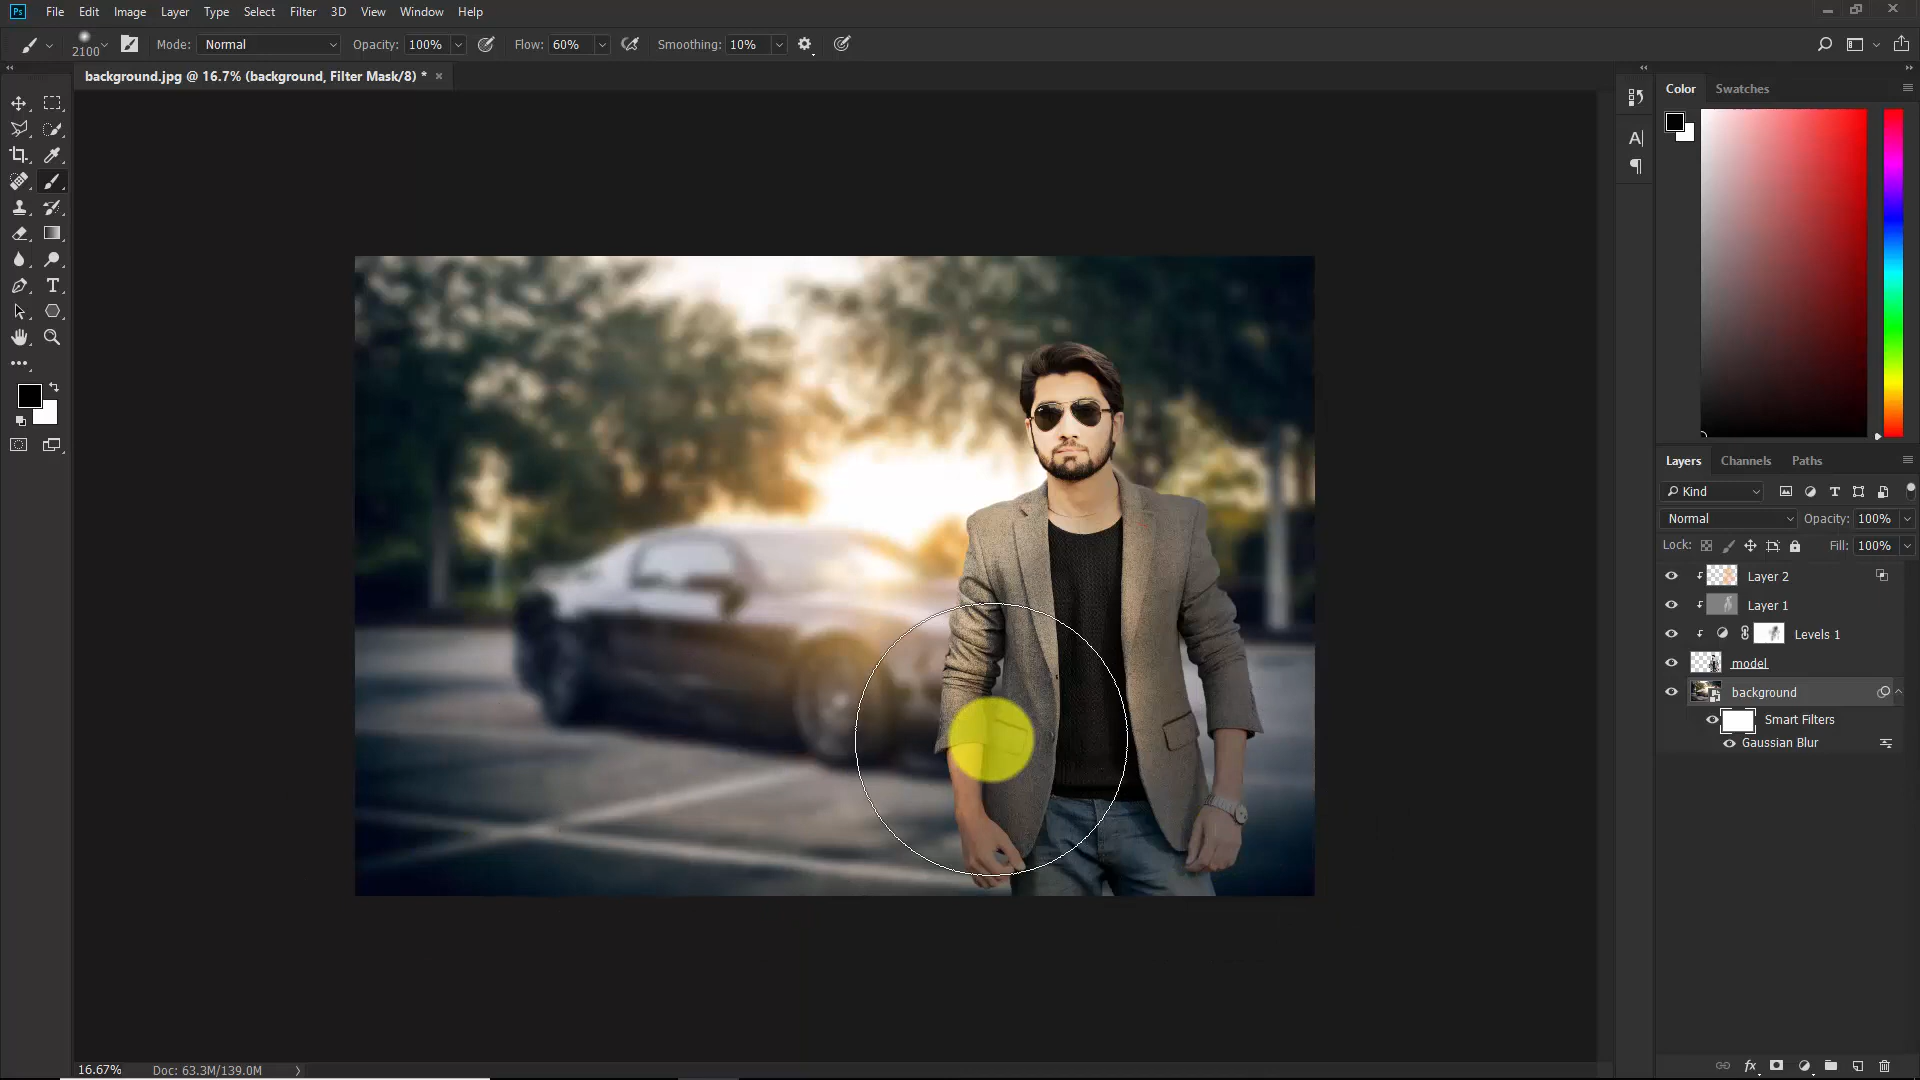 Ps File Edit Image Layer Type Select Filter 3D View Window Help
2100 Mode: Normal Opacity: 100% Flow: 60% Smoothing: 10%
background.jpg @ 16.7% (background, Filter Mask/8) *
Color Swatches
Layers Channels Paths
Kind
Normal Opacity: 100%
Lock: Fill: 100%
Layer 2
Layer 1
Levels 1
model
background
Smart Filters
Gaussian Blur
16.67% Doc: 63.3M/139.0M